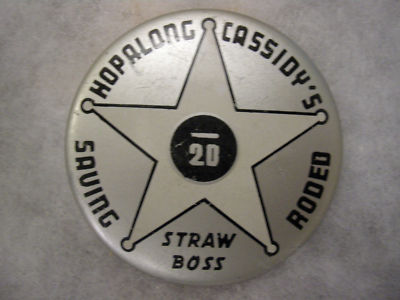 HOPALONG CASSIDY'S
SAVING RODEO
20
STRAW
BOSS